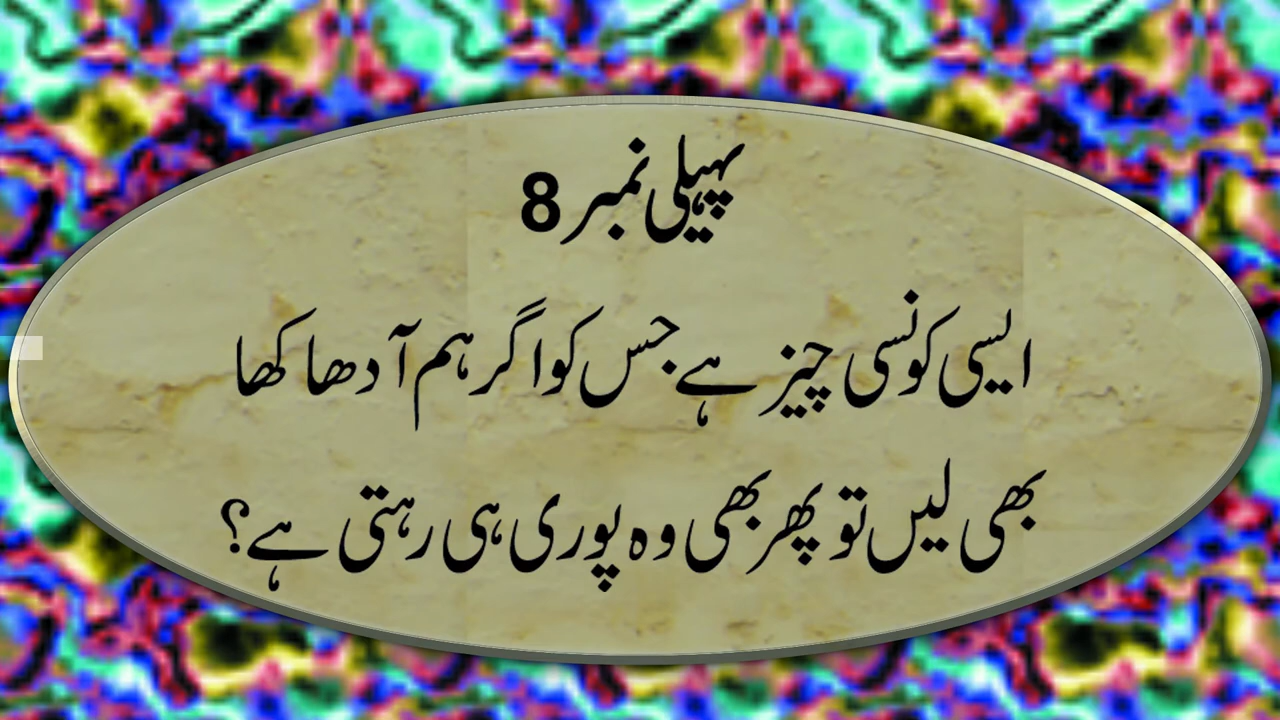 پہیلی نمبر 8
ایسی کونسی چیز ہے جس کو اگر ہم آدھا کھا
بھی لیں تو پھر بھی وہ پوری ہی رہتی ہے؟